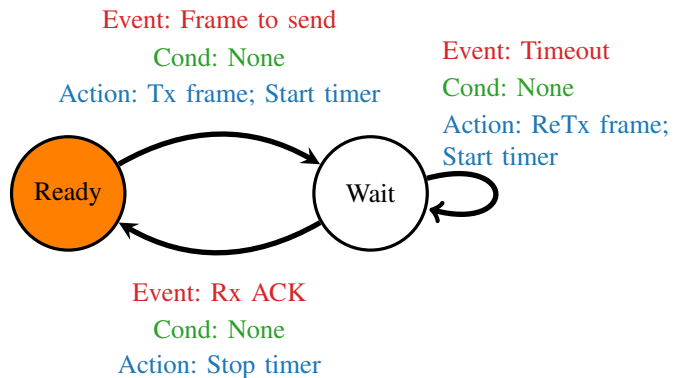 Event: Frame to send
Cond: None
Action: Tx frame; Start timer
Event: Timeout
Cond: None
Action: ReTx frame;
Start timer
Ready
Wait
Event: Rx ACK
Cond: None
Action: Stop timer